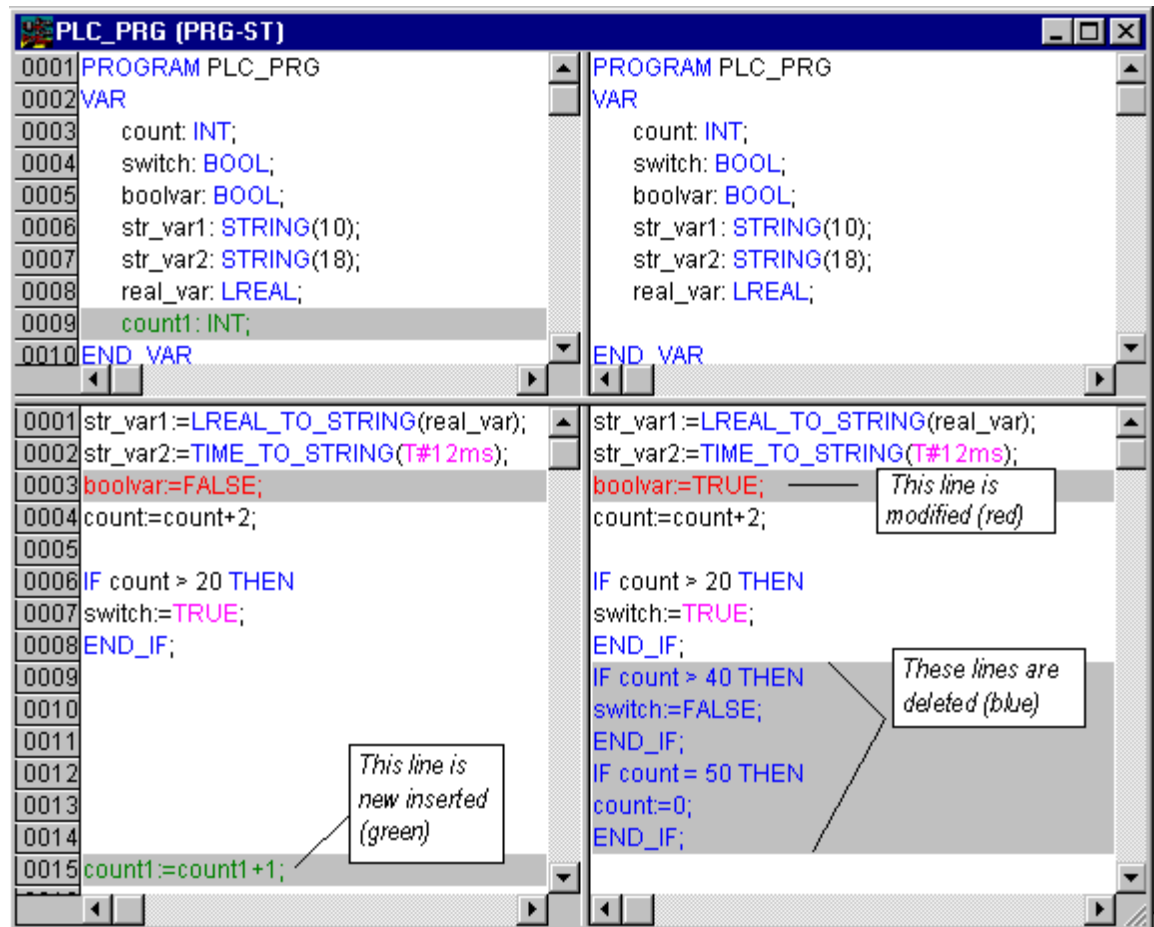 PLC_PRG (PRG-ST)
0001 PROGRAM PLC_PRG
0002 VAR
0003 count: INT;
0004 switch: BOOL;
0005 boolvar: BOOL;
0006 str_var1: STRING(10);
0007 str_var2: STRING(18);
0008 real_var: LREAL;
0009 count1: INT;
0010 END_VAR
PROGRAM PLC_PRG
VAR
count: INT;
switch: BOOL;
boolvar: BOOL;
str_var1: STRING(10);
str_var2: STRING(18);
real_var: LREAL;
END_VAR
0001 str_var1:=LREAL_TO_STRING(real_var);
0002 str_var2:=TIME_TO_STRING(T#12ms);
0003 boolvar:=FALSE;
0004 count:=count+2;
0005
0006 IF count > 20 THEN
0007 switch:=TRUE;
0008 END_IF;
0009
0010
0011
0012
0013
0014
0015 count1:=count1+1;
This line is
new inserted
(green)
str_var1:=LREAL_TO_STRING(real_var);
str_var2:=TIME_TO_STRING(T#12ms);
boolvar:=TRUE;
This line is
modified (red)
count:=count+2;
IF count > 20 THEN
switch:=TRUE;
END_IF;
IF count > 40 THEN
switch:=FALSE;
END_IF;
IF count = 50 THEN
count:=0;
END_IF;
These lines are
deleted (blue)